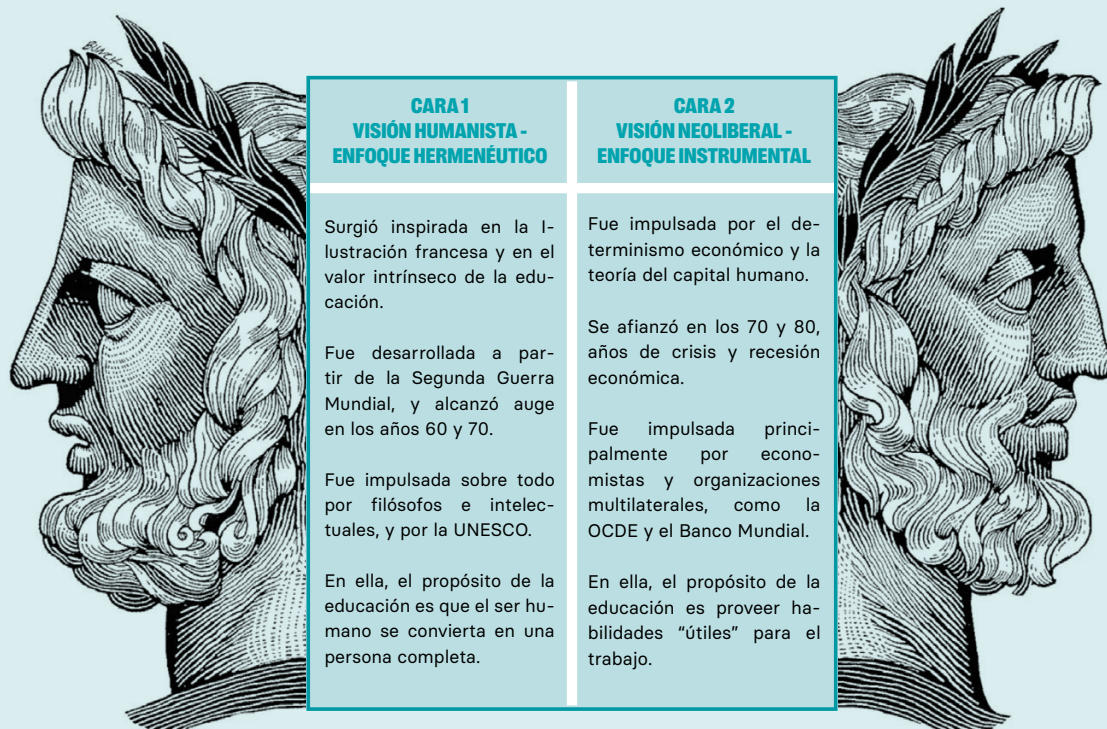 CARA 1
VISIÓN HUMANISTA -
ENFOQUE HERMENÉUTICO
Surgió inspirada en la I-
lustración francesa y en el
valor intrínseco de la edu-
cación.
Fue desarrollada a par-
tir de la Segunda Guerra
Mundial, y alcanzó auge
en los años 60 y 70.
Fue impulsada sobre todo
por filósofos e intelec-
tuales, y por la UNESCO.
En ella, el propósito de la
educación es que el ser hu-
mano se convierta en una
persona completa.
CARA 2
VISIÓN NEOLIBERAL -
ENFOQUE INSTRUMENTAL
Fue impulsada por el de-
terminismo económico y la
teoría del capital humano.
Se afianzó en los 70 y 80,
años de crisis y recesión
económica.
Fue impulsada princi-
palmente por econo-
mistas y organizaciones
multilaterales, como la
OCDE y el Banco Mundial.
En ella, el propósito de la
educación es proveer ha-
bilidades “útiles” para el
trabajo.